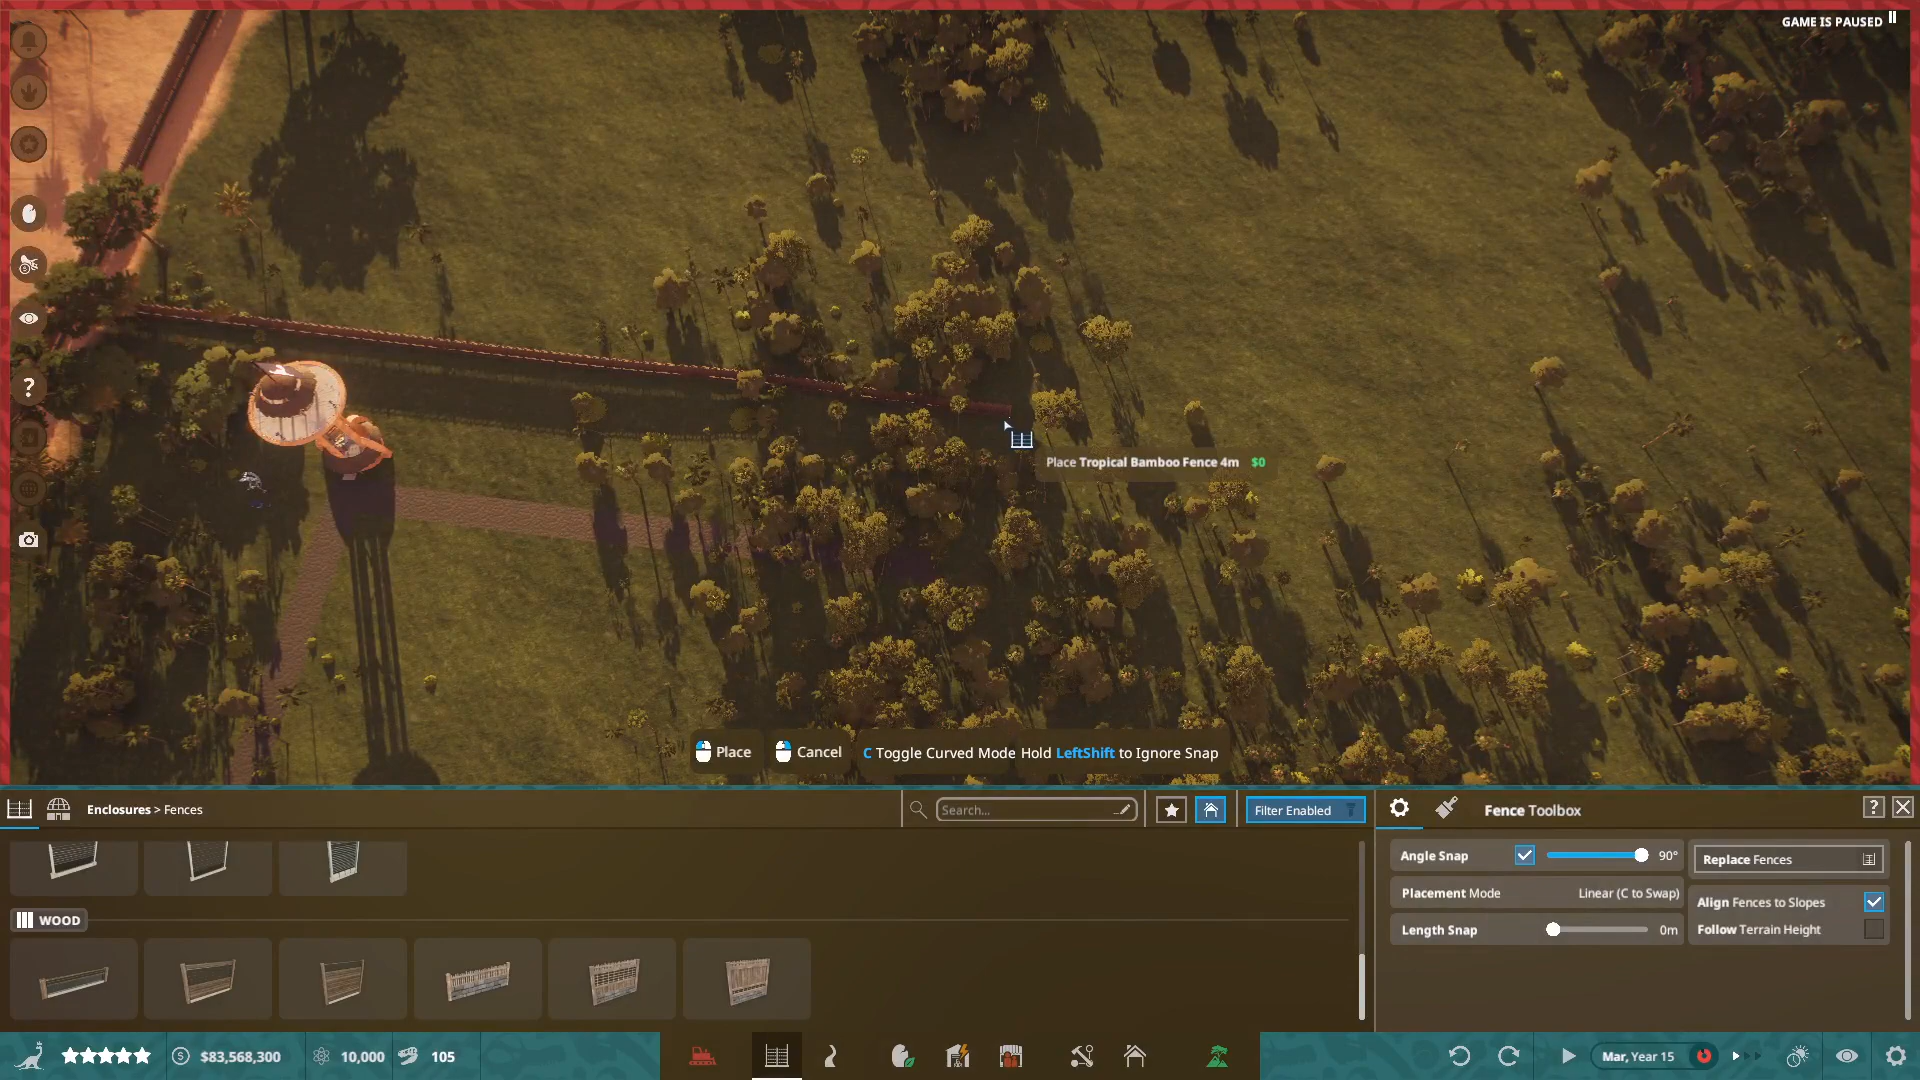 GAME IS PAUSED
?
Place Tropical Bamboo Fence 4m $0
Place Cancel C Toggle Curved Mode Hold LeftShift to Ignore Snap
Enclosures > Fences
Search...
Filter Enabled
Fence Toolbox
?
Angle Snap 90°
Replace Fences
Placement Mode Linear (C to Swap)
Align Fences to Slopes
Length Snap 0m
Follow Terrain Height
WOOD
$83,568,300
10,000
105
Mar, Year 15